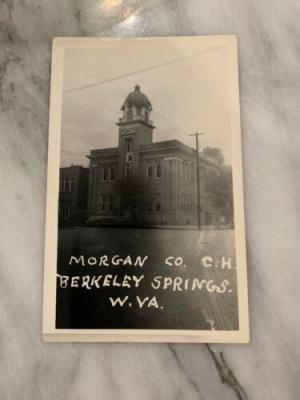 MORGAN CO. C.H.
BERKELEY SPRINGS.
W.VA.